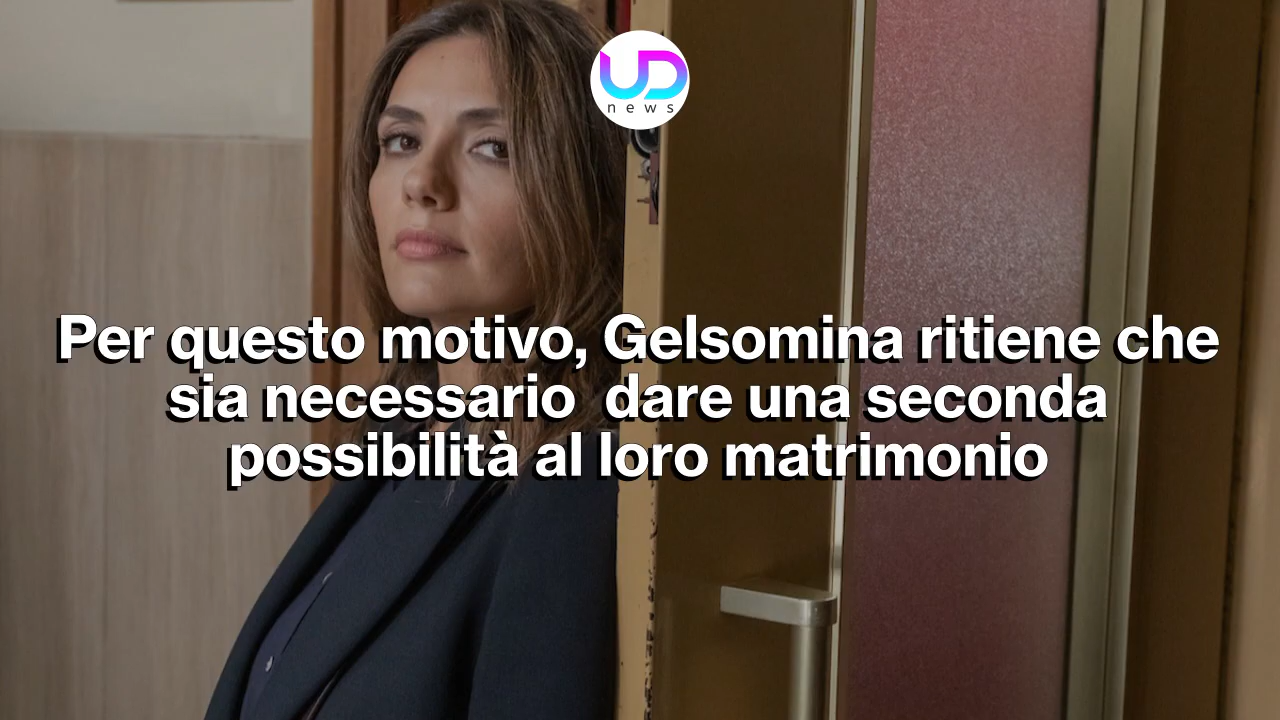 UD
news
Per questo motivo, Gelsomina ritiene che
sia necessario  dare una seconda
possibilità al loro matrimonio